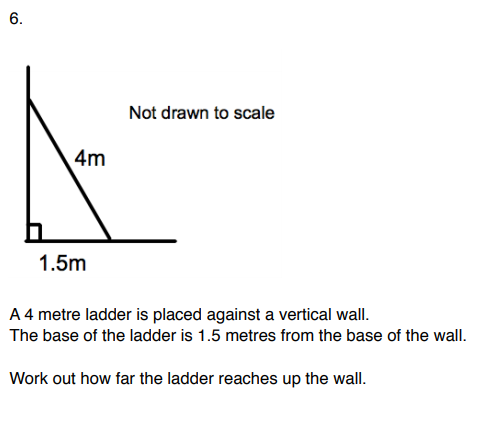 6.
Not drawn to scale
4m
1.5m
A 4 metre ladder is placed against a vertical wall.
The base of the ladder is 1.5 metres from the base of the wall.
Work out how far the ladder reaches up the wall.